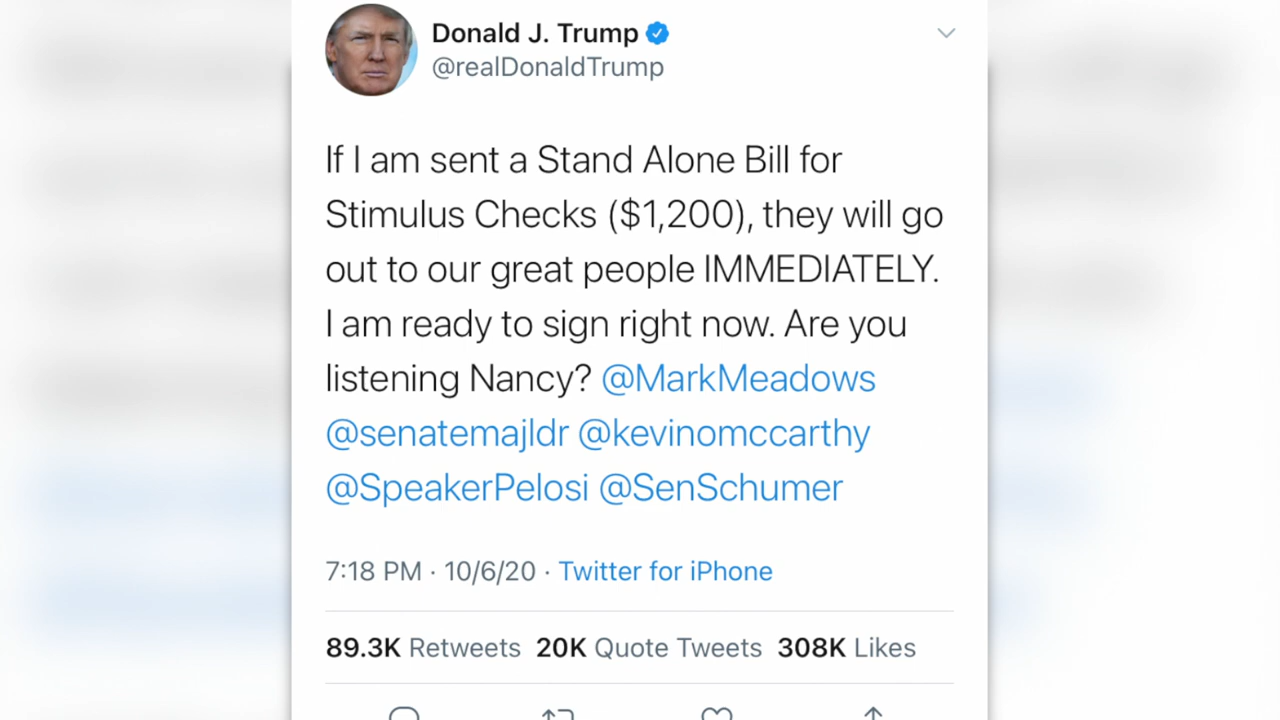 Donald J. Trump
@realDonaldTrump
If I am sent a Stand Alone Bill for
Stimulus Checks ($1,200), they will go
out to our great people IMMEDIATELY.
I am ready to sign right now. Are you
listening Nancy? @MarkMeadows
@senatemajldr @kevinomccarthy
@SpeakerPelosi @SenSchumer
7:18 PM · 10/6/20 · Twitter for iPhone
89.3K Retweets 20K Quote Tweets 308K Likes